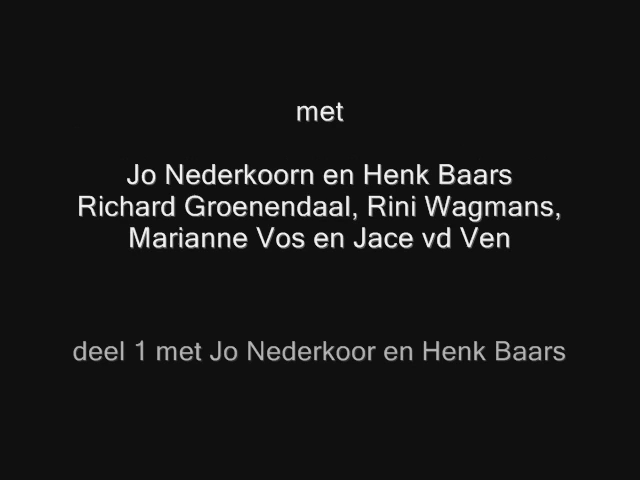 met
Jo Nederkoorn en Henk Baars
Richard Groenendaal, Rini Wagmans,
Marianne Vos en Jace vd Ven
deel 1 met Jo Nederkoor en Henk Baars